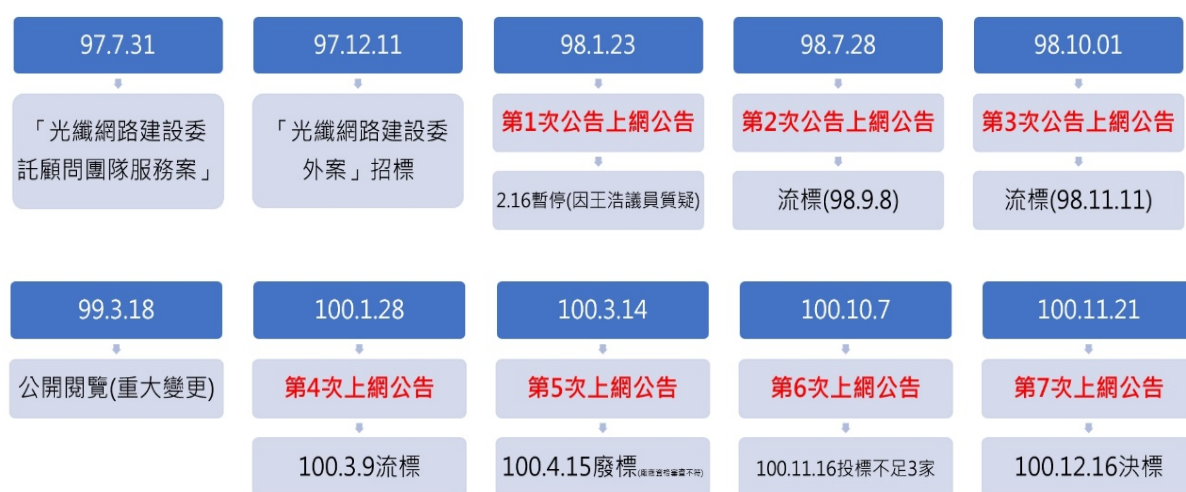 97.7.31
「光纖網路建設委
託顧問團隊服務案」
97.12.11
「光纖網路建設委
外案」招標
98.1.23
第1次公告上網公告
2.16暫停(因王浩議員質疑)
98.7.28
第2次公告上網公告
流標(98.9.8)
98.10.01
第3次公告上網公告
流標(98.11.11)
99.3.18
公開閱覽(重大變更)
100.1.28
第4次上網公告
100.3.9流標
100.3.14
第5次上網公告
100.4.15廢標(廠商資格審查不符)
100.10.7
第6次上網公告
100.11.16投標不足3家
100.11.21
第7次上網公告
100.12.16決標